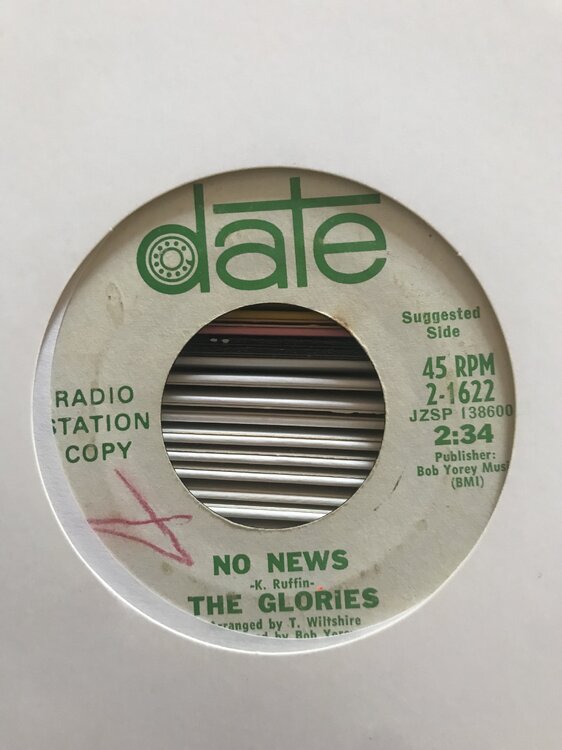 date
Suggested
Side
45 RPM
2-1622
JZSP 138600
2:34
Publisher:
Bob Yorey Mus
(BMI)
RADIO
STATION
COPY
NO NEWS
-K. Ruffin-
THE GLORIES
rranged by T. Wiltshire
d by Bob Yore